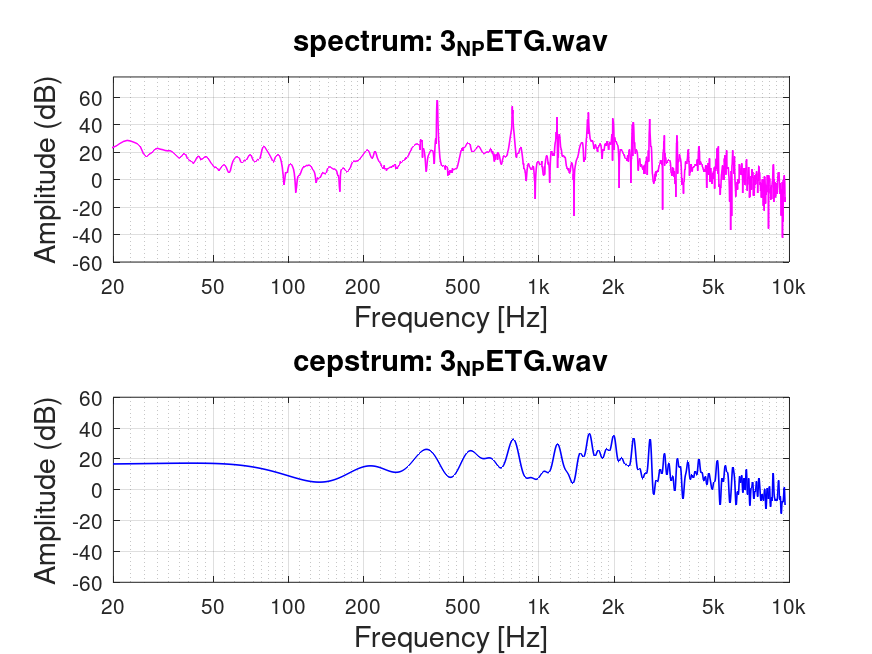 spectrum: 3NPETG.wav
Amplitude (dB)
60
40
20
0
-20
-40
-60
20 50 100 200 500 1k 2k 5k 10k
Frequency [Hz]
cepstrum: 3NPETG.wav
Amplitude (dB)
60
40
20
0
-20
-40
-60
20 50 100 200 500 1k 2k 5k 10k
Frequency [Hz]